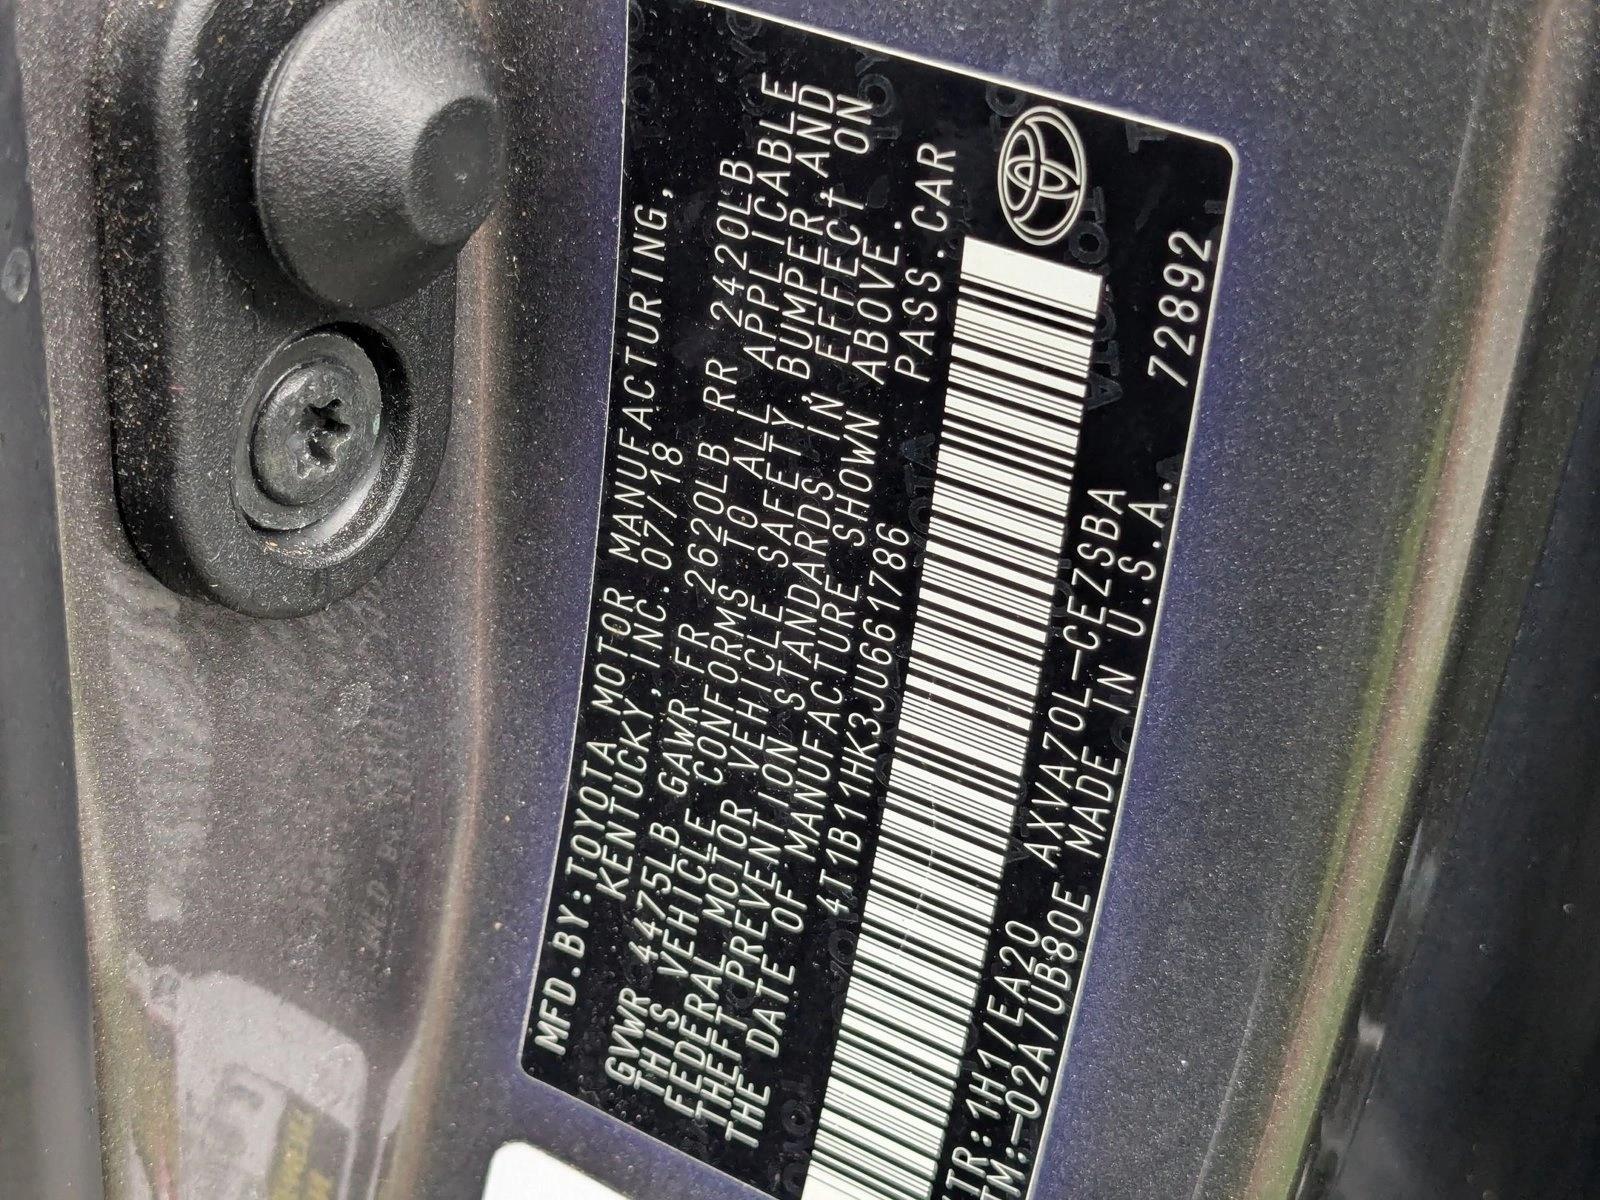 MFD.BY:TOYOTA MOTOR MANUFACTURING,
KENTUCKY,INC.07/18
GVWR 4475LB GAWR FR 2620LB RR 2420LB
THIS VEHICLE CONFORMS TO ALL APPLICABLE
FEDERAL MOTOR VEHICLE SAFETY, BUMPER, AND
THEFT PREVENTION STANDARDS IN EFFECT ON
THE DATE OF MANUFACTURE SHOWN ABOVE.
4T1B11HK3JU661786 PASS.CAR
/TR:1H1/EA20 AXVA70L-CEZSBA
TM:-02A/UB80E MADE IN U.S.A. 72892